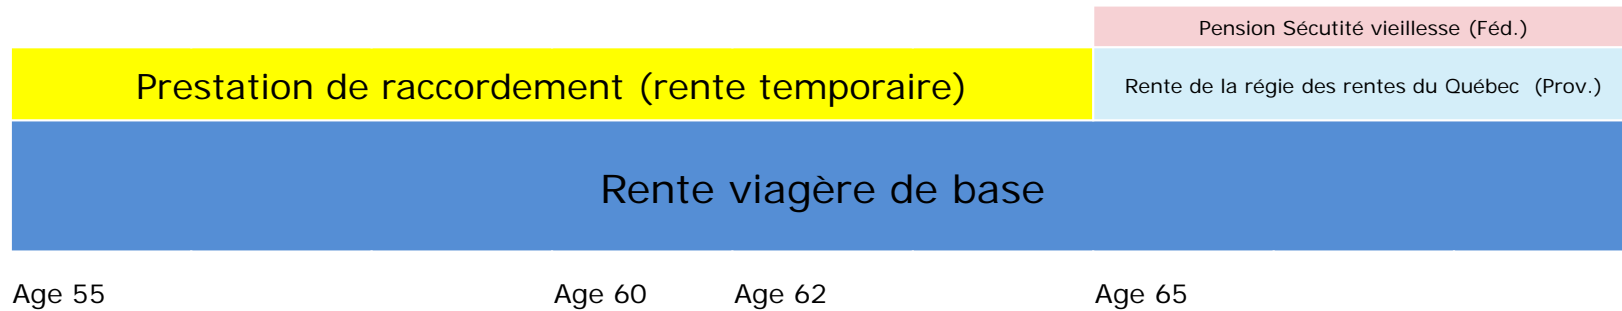 Pension Sécutité vieillesse (Féd.)
Prestation de raccordement (rente temporaire)
Rente de la régie des rentes du Québec (Prov.)
Rente viagère de base
Age 55
Age 60
Age 62
Age 65